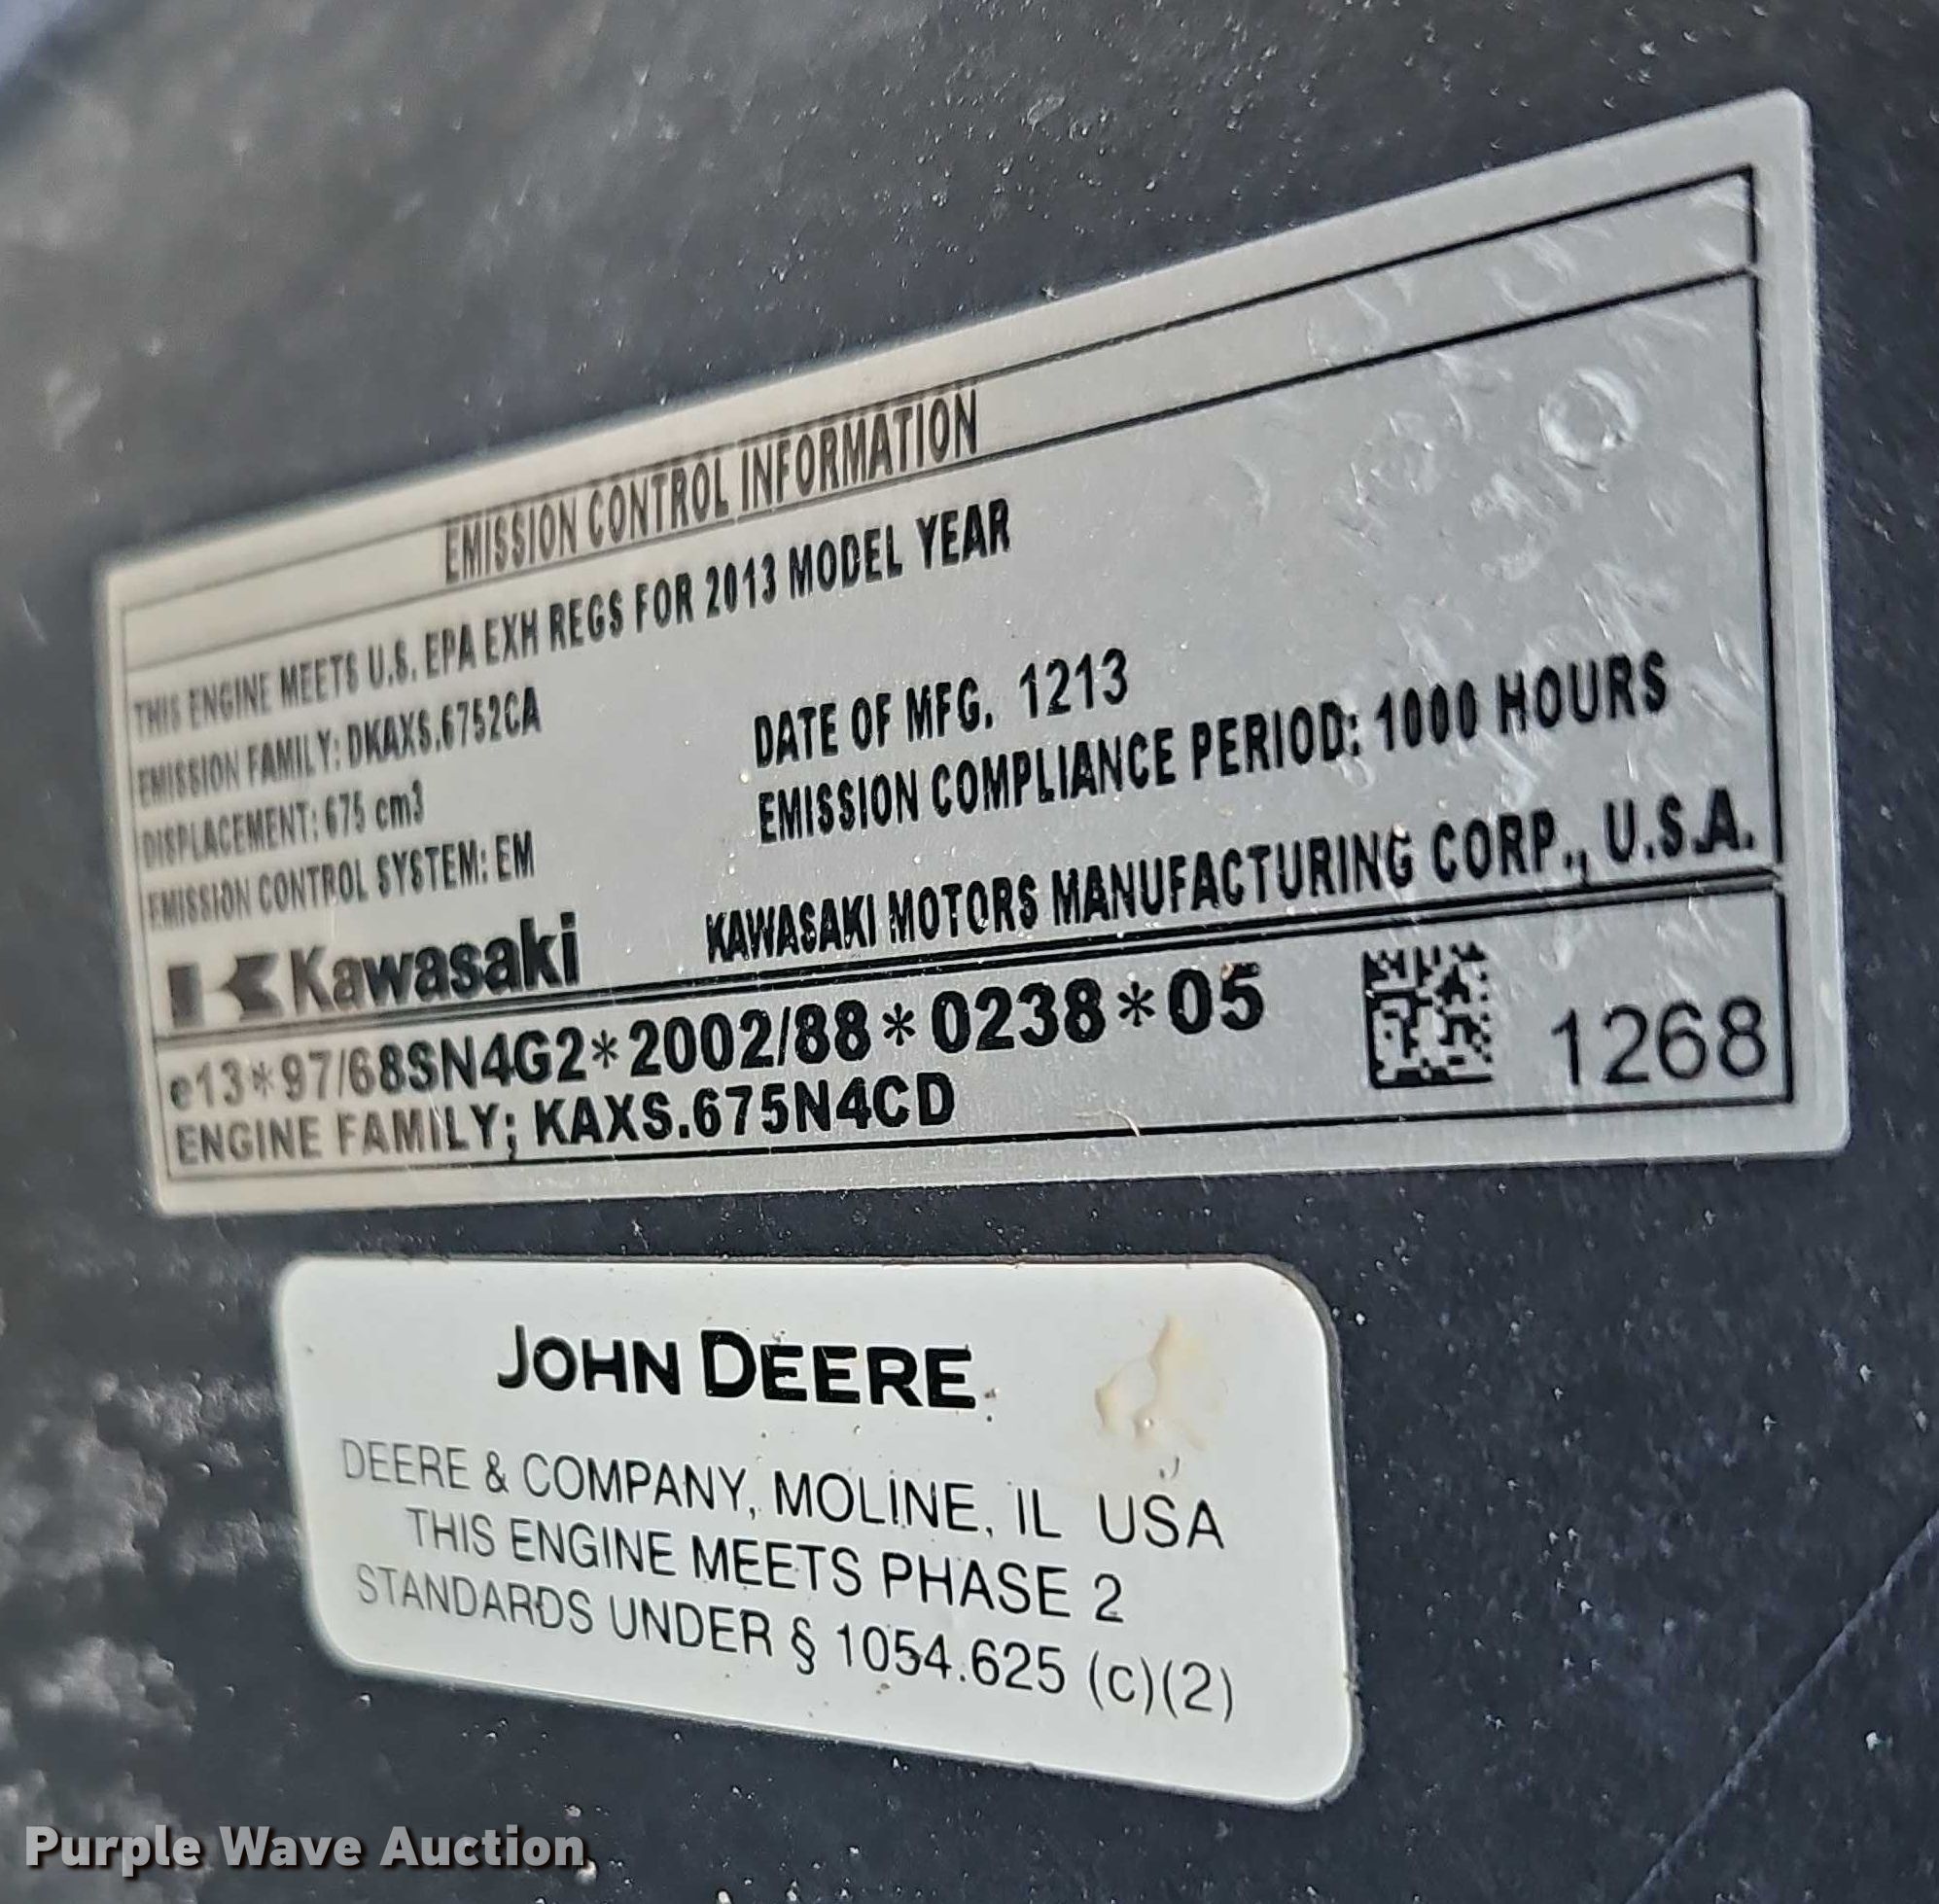 EMISSION CONTROL INFORMATION
THIS ENGINE MEETS U.S. EPA EXH REGS FOR 2013 MODEL YEAR
EMISSION FAMILY: DKAXS.6752CA
DATE OF MFG. 1213
DISPLACEMENT: 675 cm3
EMISSION COMPLIANCE PERIOD: 1000 HOURS
EMISSION CONTROL SYSTEM: EM
Kawasaki
KAWASAKI MOTORS MANUFACTURING CORP., U.S.A.
e13*97/68SN4G2*2002/88*0238*05
1268
ENGINE FAMILY; KAXS.675N4CD
JOHN DEERE
DEERE & COMPANY, MOLINE, IL USA
THIS ENGINE MEETS PHASE 2
STANDARDS UNDER § 1054.625 (c)(2)
Purple Wave Auction